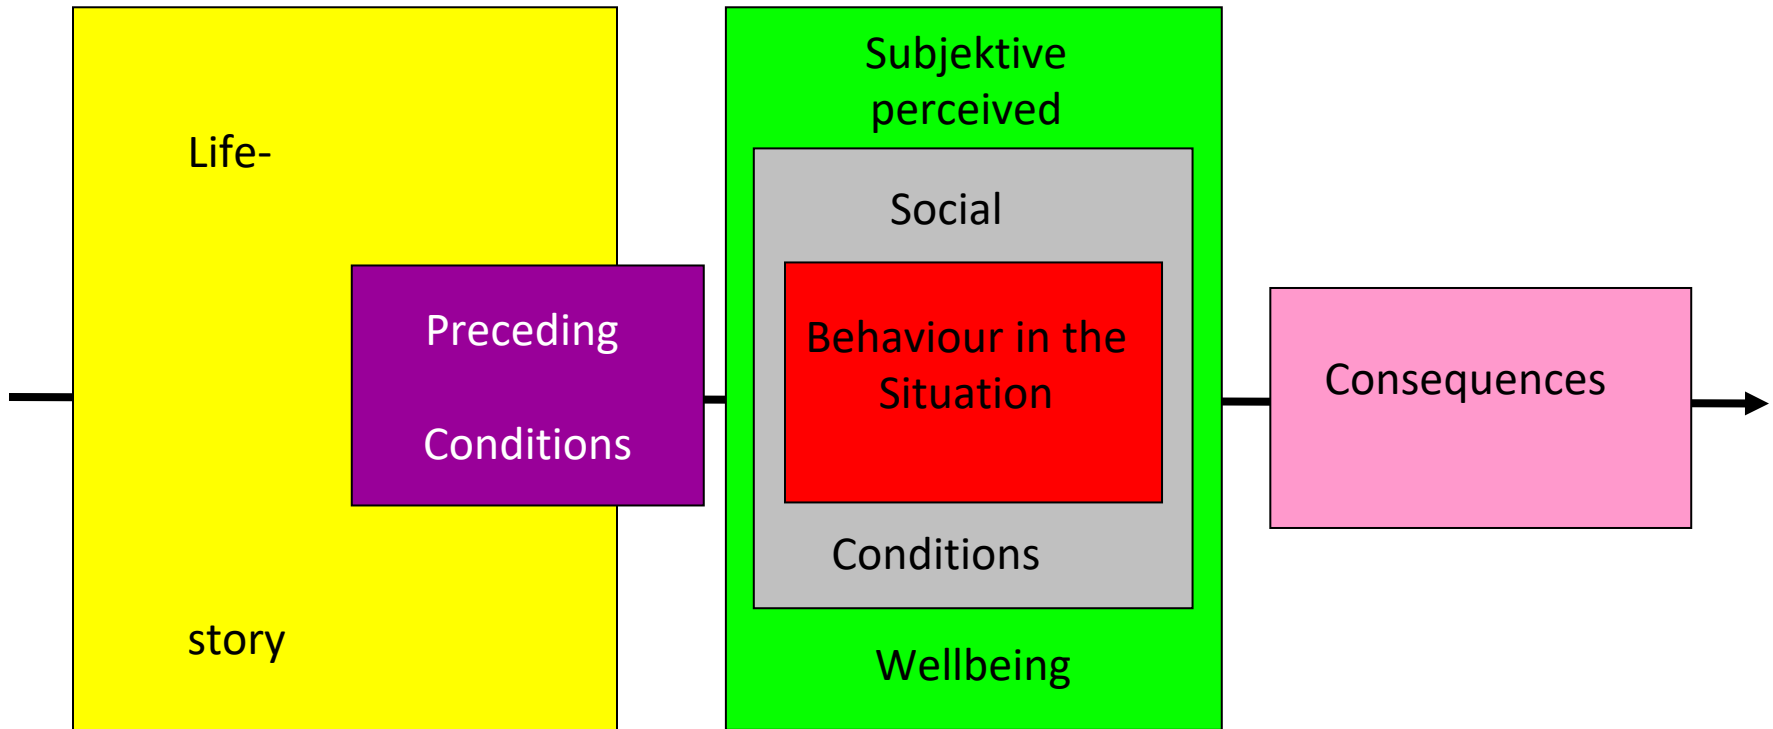 Life-
story
Preceding
Conditions
Subjektive
perceived
Social
Behaviour in the
Situation
Conditions
Wellbeing
Consequences